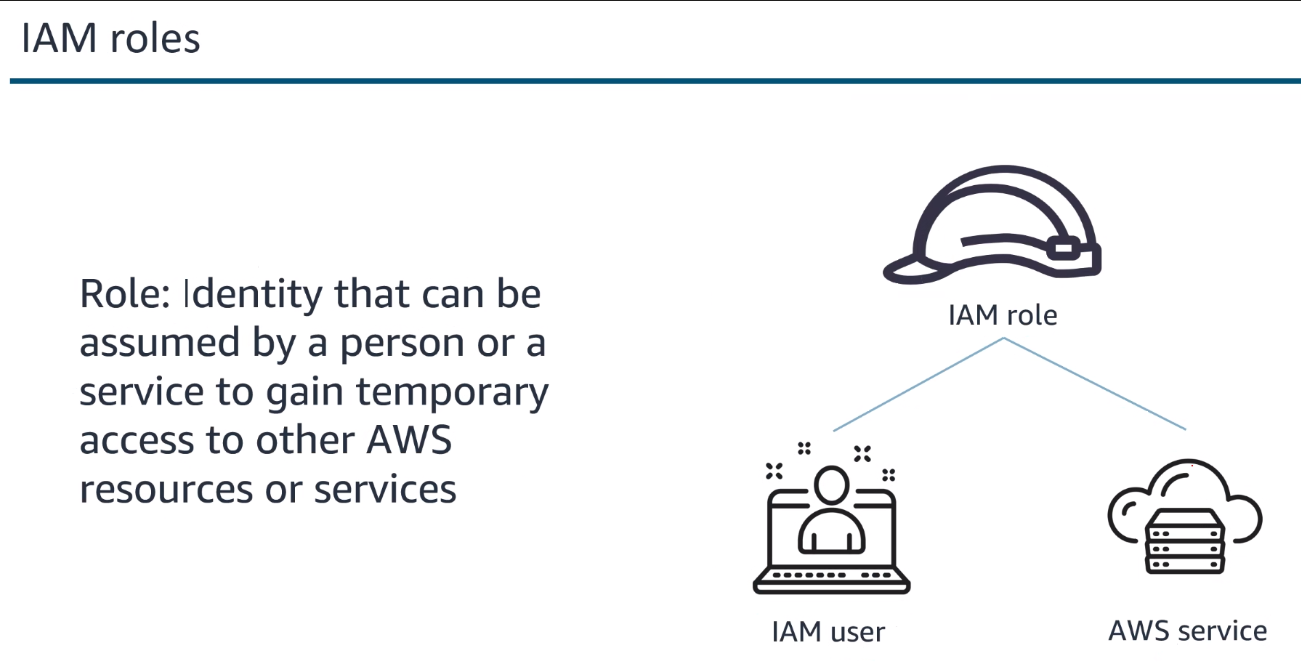 IAM roles
Role: Identity that can be
assumed by a person or a
service to gain temporary
access to other AWS
resources or services
IAM role
IAM user
AWS service